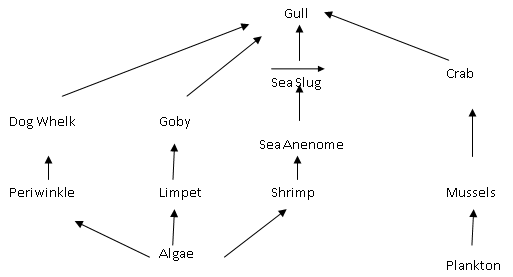 Gull
Crab
Sea Slug
Dog Whelk
Goby
Sea Anenome
Periwinkle
Limpet
Shrimp
Mussels
Algae
Plankton